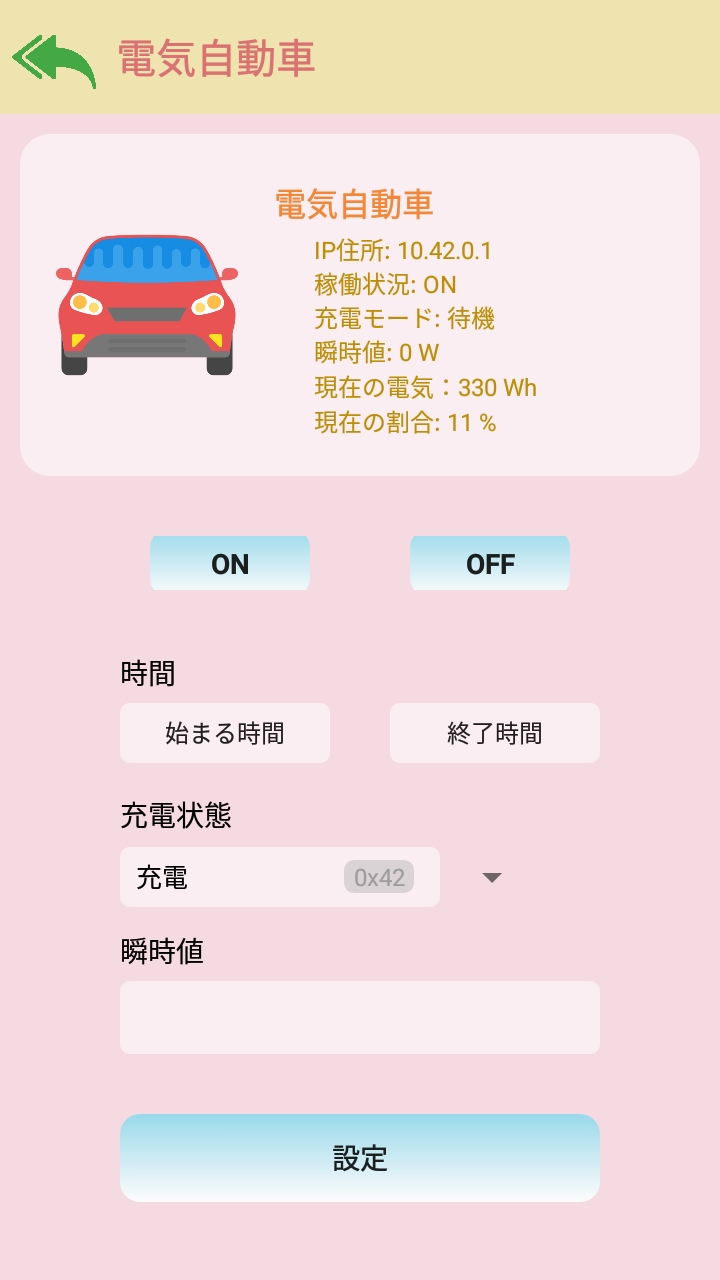 電気自動車
電気自動車
IP住所: 10.42.0.1
稼働状況: ON
充電モード: 待機
瞬時値: 0 W
現在の電気：330 Wh
現在の割合: 11 %
ON OFF
時間
始まる時間 終了時間
充電状態
充電 0x42
瞬時値
設定